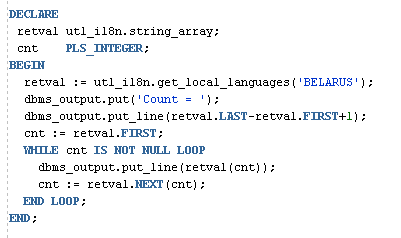 DECLARE
retval utl_i18n.string_array;
cnt PLS_INTEGER;
BEGIN
retval := utl_i18n.get_local_languages('BELARUS');
dbms_output.put('Count = ');
dbms_output.put_line(retval.LAST-retval.FIRST+1);
cnt := retval.FIRST;
WHILE cnt IS NOT NULL LOOP
dbms_output.put_line(retval(cnt));
cnt := retval.NEXT(cnt);
END LOOP;
END;